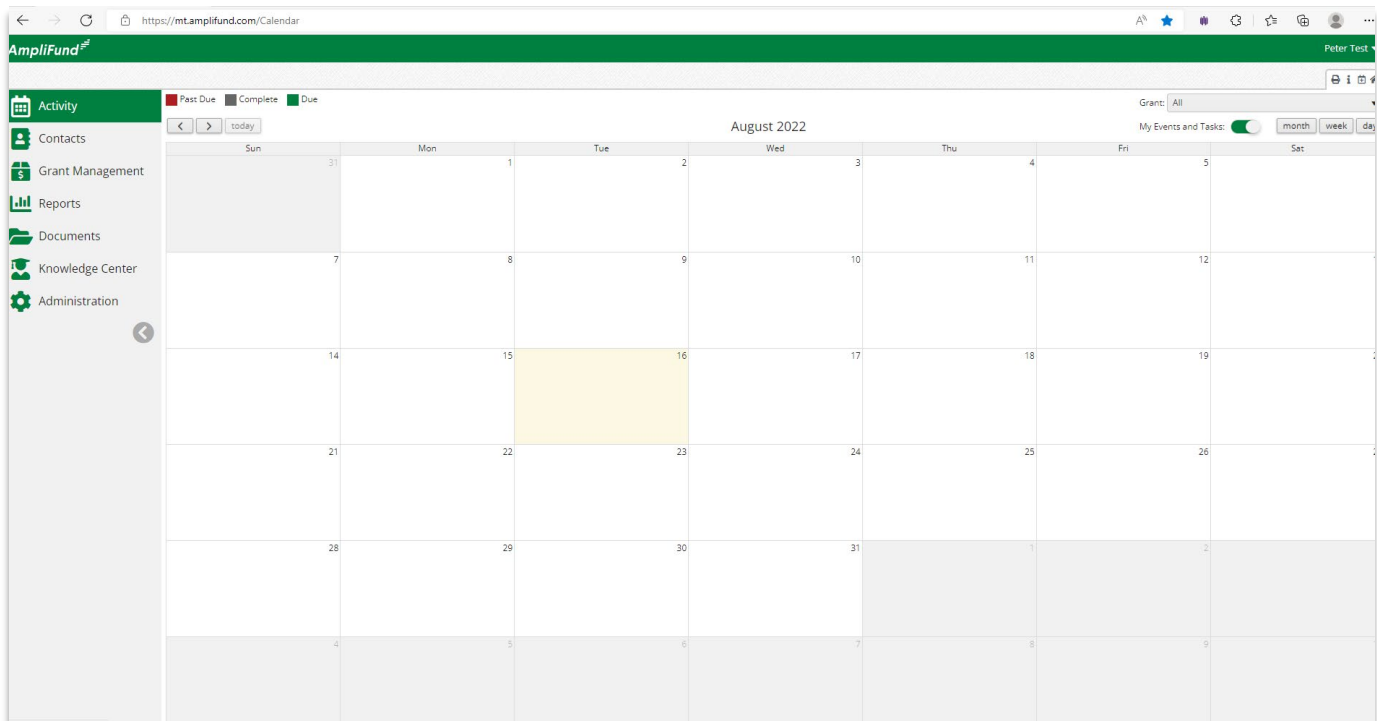 https://mt.amplifund.com/Calendar
AmpliFund
Peter Test
Activity
Contacts
Grant Management
Reports
Documents
Knowledge Center
Administration
Past Due Complete Due
Grant: All
today
August 2022
My Events and Tasks:
month week day
Sun Mon Tue Wed Thu Fri Sat
31 1 2 3 4 5
7 8 9 10 11 12
14 15 16 17 18 19
21 22 23 24 25 26
28 29 30 31 1 2
4 5 6 7 8 9